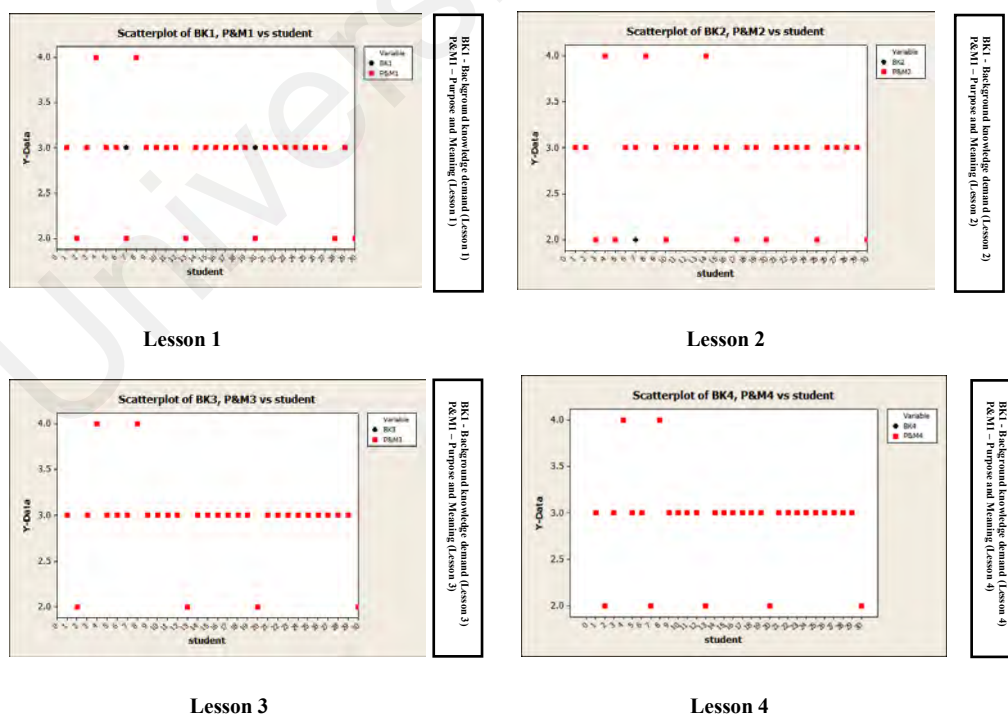 Scatterplot of BK1, P&M1 vs student
Variable
BK1
P&M1
4.0
3.5
3.0
2.5
2.0
Y-Data
student
BK1 - Background knowledge demand (Lesson 1)
P&M1 – Purpose and Meaning (Lesson 1)
Lesson 1
Scatterplot of BK2, P&M2 vs student
Variable
BK2
P&M2
4.0
3.5
3.0
2.5
2.0
Y-Data
student
BK1 - Background knowledge demand (Lesson 2)
P&M1 – Purpose and Meaning (Lesson 2)
Lesson 2
Scatterplot of BK3, P&M3 vs student
Variable
BK3
P&M3
4.0
3.5
3.0
2.5
2.0
Y-Data
student
BK1 - Background knowledge demand (Lesson 3)
P&M1 – Purpose and Meaning (Lesson 3)
Lesson 3
Scatterplot of BK4, P&M4 vs student
Variable
BK4
P&M4
4.0
3.5
3.0
2.5
2.0
Y-Data
student
BK1 - Background knowledge demand (Lesson 4)
P&M1 – Purpose and Meaning (Lesson 4)
Lesson 4
Univers